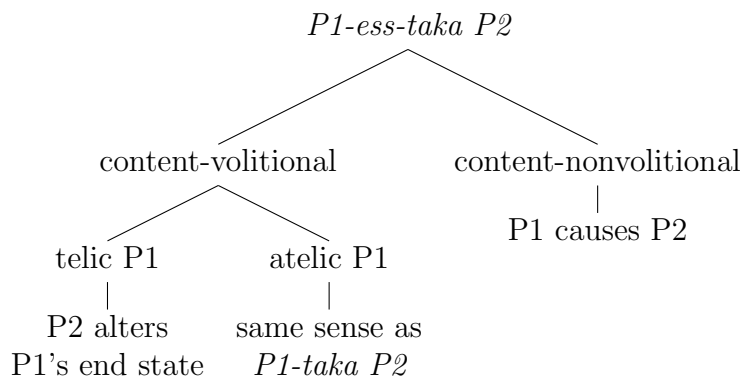 P1-ess-taka P2
content-volitional
content-nonvolitional
P1 causes P2
telic P1
atelic P1
P2 alters
P1's end state
same sense as
P1-taka P2